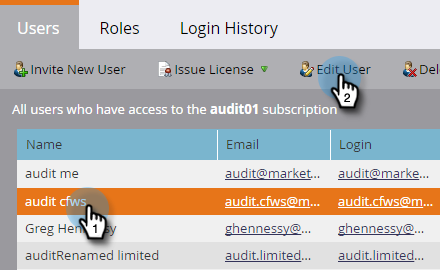 Users Roles Login History
Invite New User Issue License Edit User Del
All users who have access to the audit01 subscription
Name Email Login
audit me audit@market... audit@marke...
audit cfws audit.cfws@m... audit.cfws@m...
1
2
Greg Hennessy ghennessy@... ghennessy@...
auditRenamed limited audit.limited... audit.limited...